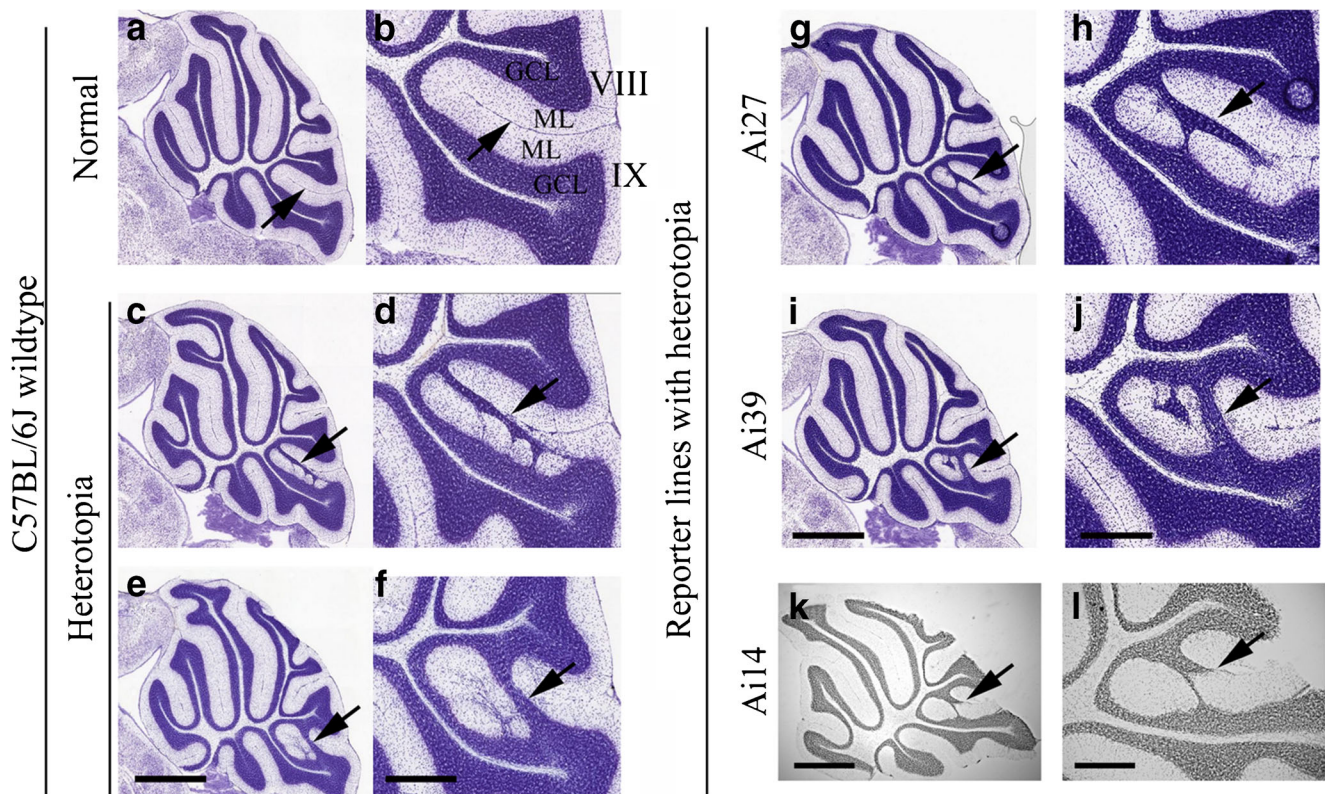 C57BL/6J wildtype
Normal
Heterotopia
a
b
GCL
VIII
ML
ML
IX
GCL
c
d
e
f
Reporter lines with heterotopia
Ai27
g
h
Ai39
i
j
Ai14
k
l